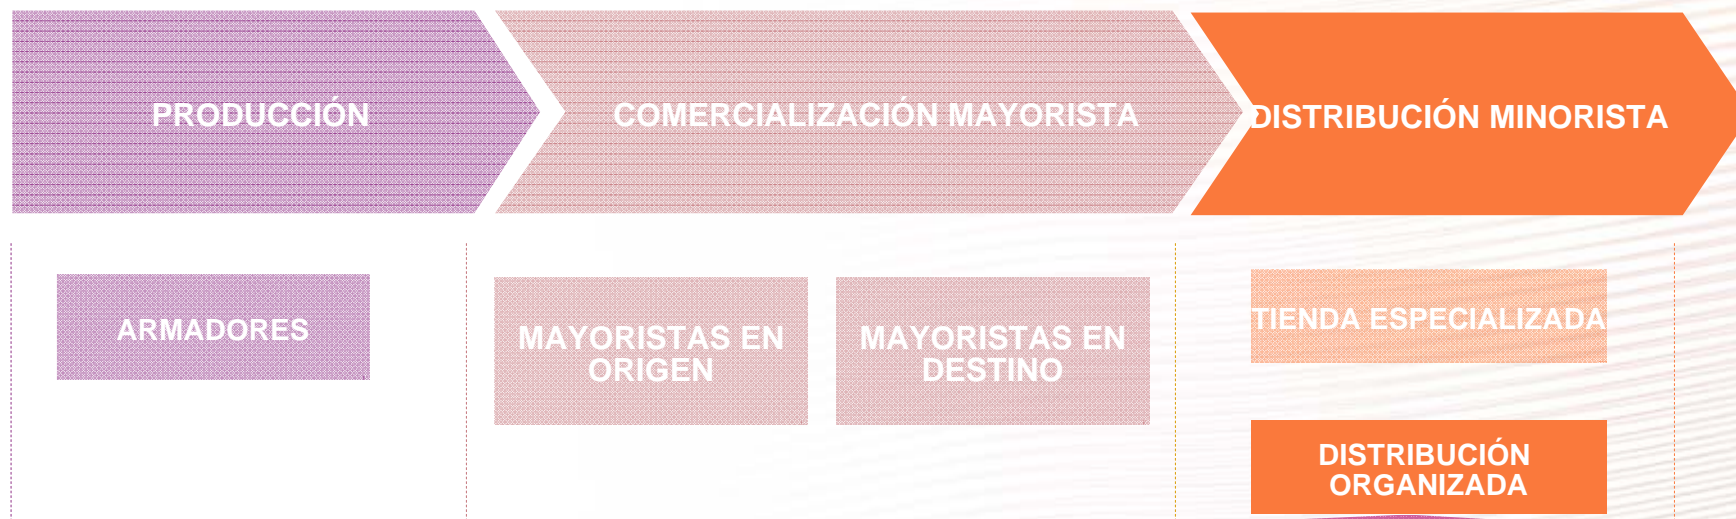 PRODUCCIÓN
COMERCIALIZACIÓN MAYORISTA
DISTRIBUCIÓN MINORISTA
ARMADORES
MAYORISTAS EN
ORIGEN
MAYORISTAS EN
DESTINO
TIENDA ESPECIALIZADA
DISTRIBUCIÓN
ORGANIZADA